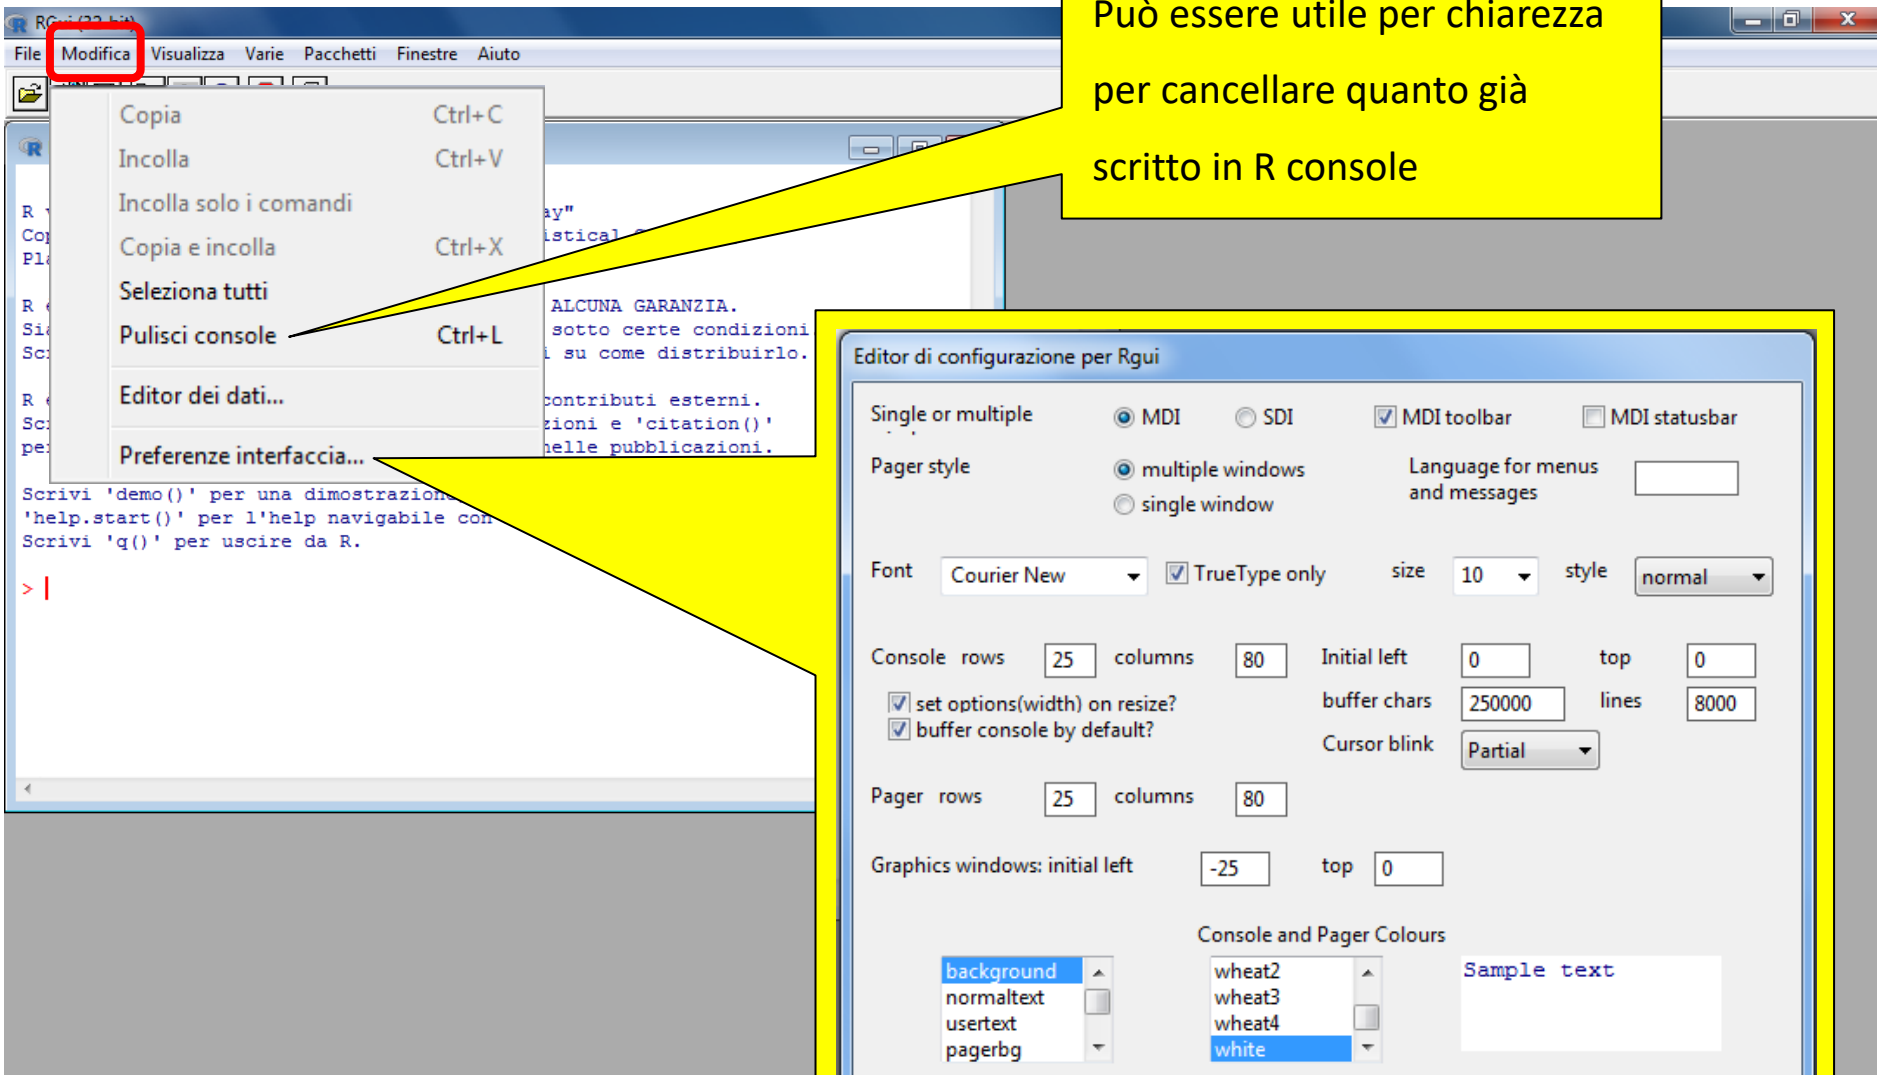 RGui (32-bit)
File Modifica Visualizza Varie Pacchetti Finestre Aiuto
Può essere utile per chiarezza
per cancellare quanto già
scritto in R console
Copia Ctrl+C
Incolla Ctrl+V
Incolla solo i comandi
Copia e incolla Ctrl+X
Seleziona tutti
Pulisci console Ctrl+L
Editor dei dati...
Preferenze interfaccia...
R
ay"
istical
ALCUNA GARANZIA.
sotto certe condizioni
i su come distribuirlo.
R
contributi esterni.
zioni e 'citation()'
nelle pubblicazioni.
Scrivi 'demo()' per una dimostrazione
'help.start()' per l'help navigabile con
Scrivi 'q()' per uscire da R.
>
Editor di configurazione per Rgui
Single or multiple MDI SDI MDI toolbar MDI statusbar
Pager style multiple windows Language for menus
single window and messages
Font Courier New TrueType only size 10 style normal
Console rows 25 columns 80 Initial left 0 top 0
set options(width) on resize? buffer chars 250000 lines 8000
buffer console by default? Cursor blink Partial
Pager rows 25 columns 80
Graphics windows: initial left -25 top 0
Console and Pager Colours
background wheat2 Sample text
normaltext wheat3
usertext wheat4
pagerbg white